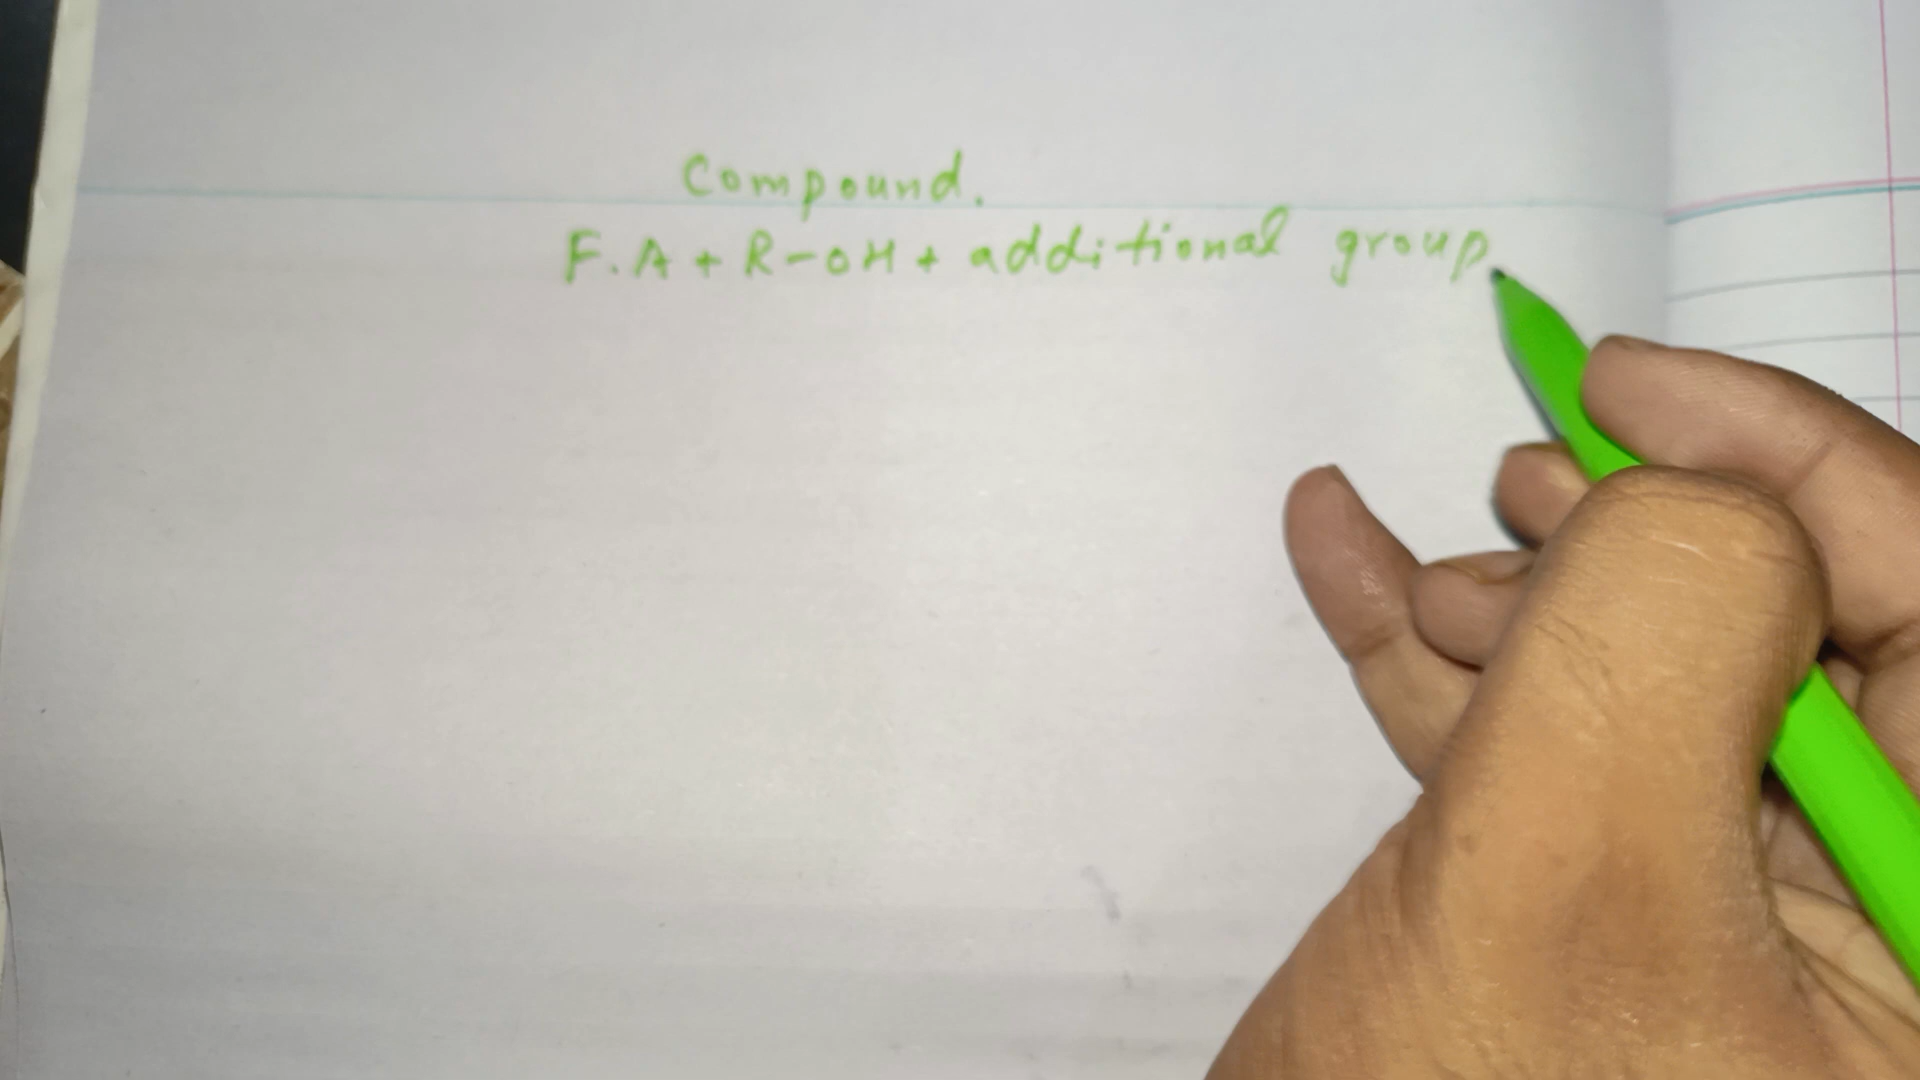 Compound.
F.A + R-OH + additional group